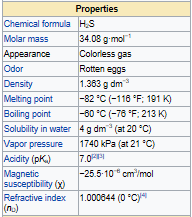 Properties
Chemical formula H₂S
Molar mass 34.08 g·mol⁻¹
Appearance Colorless gas
Odor Rotten eggs
Density 1.363 g dm⁻³
Melting point −82 °C (−116 °F; 191 K)
Boiling point −60 °C (−76 °F; 213 K)
Solubility in water 4 g dm⁻³ (at 20 °C)
Vapor pressure 1740 kPa (at 21 °C)
Acidity (pKₐ) 7.0[2][3]
Magnetic −25.5·10⁻⁶ cm³/mol
susceptibility (χ)
Refractive index 1.000644 (0 °C)[4]
(n_D)